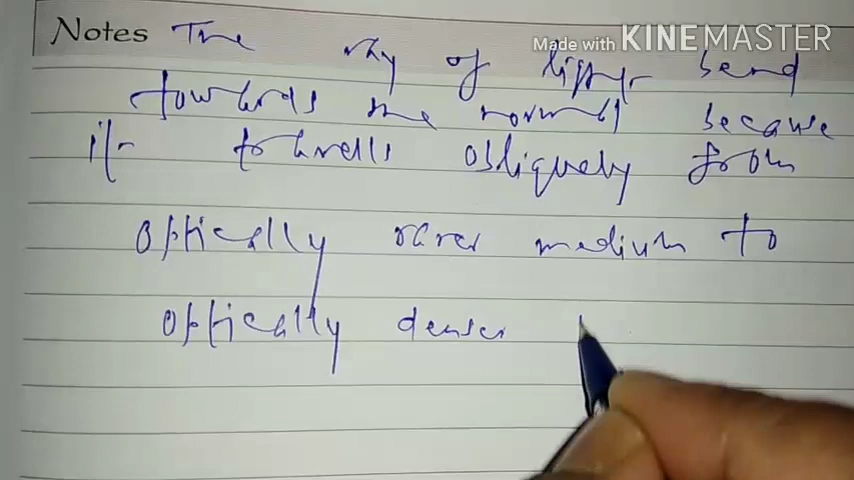 Notes The ray of light bend
Made with KINEMASTER
towards the normal because
it travells obliquely from
optically rarer medium to
optically denser